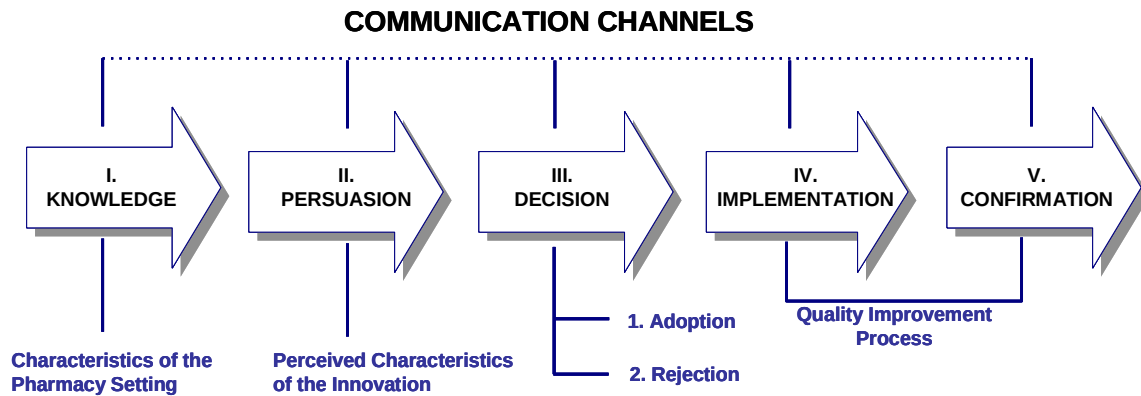 COMMUNICATION CHANNELS
I.
KNOWLEDGE
II.
PERSUASION
III.
DECISION
IV.
IMPLEMENTATION
V.
CONFIRMATION
Characteristics of the
Pharmacy Setting
Perceived Characteristics
of the Innovation
1. Adoption
2. Rejection
Quality Improvement
Process